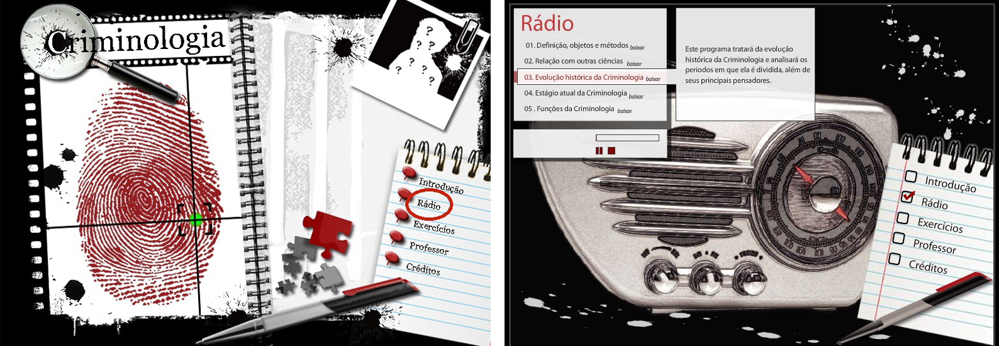 Criminologia
? ? ? ? ? ? ?
Introdução
Rádio
Exercícios
Professor
Créditos
Rádio
01. Definição, objetos e métodos baixar
02. Relação com outras ciências baixar
03. Evolução histórica da Criminologia baixar
04. Estágio atual da Criminologia baixar
05 . Funções da Criminologia baixar
Este programa tratará da evolução
histórica da Criminologia e analisará os
períodos em que ela é dividida, além de
seus principais pensadores.
Introdução
Rádio
Exercícios
Professor
Créditos